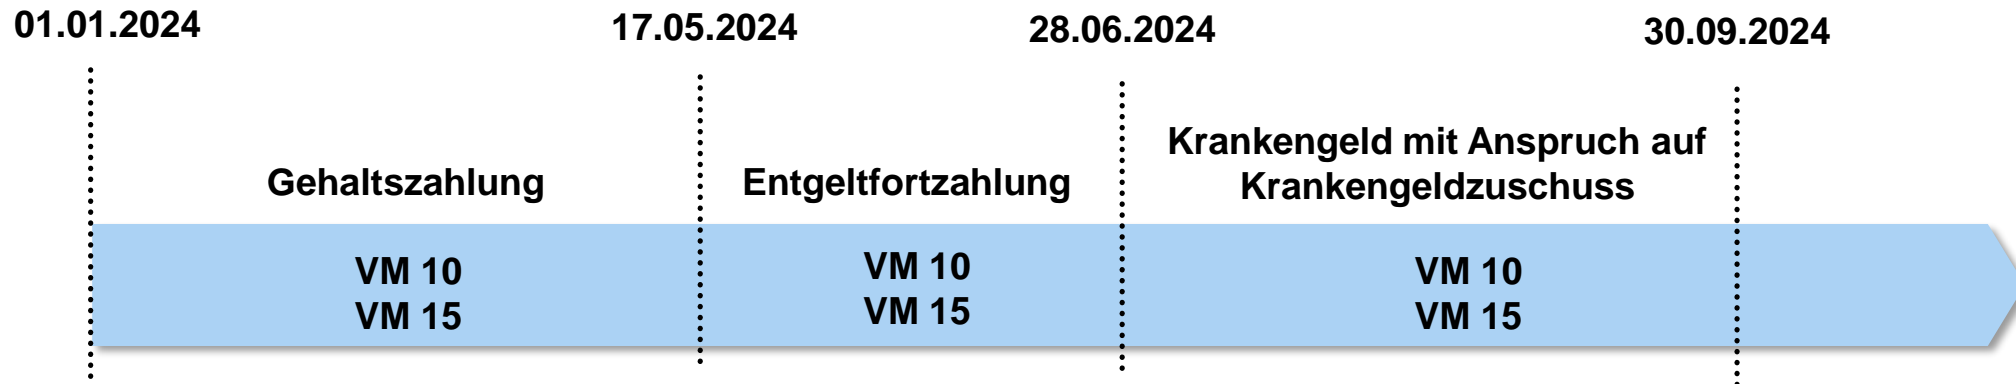 01.01.2024
17.05.2024
28.06.2024
30.09.2024
Gehaltszahlung
Entgeltfortzahlung
Krankengeld mit Anspruch auf
Krankengeldzuschuss
VM 10
VM 15
VM 10
VM 15
VM 10
VM 15